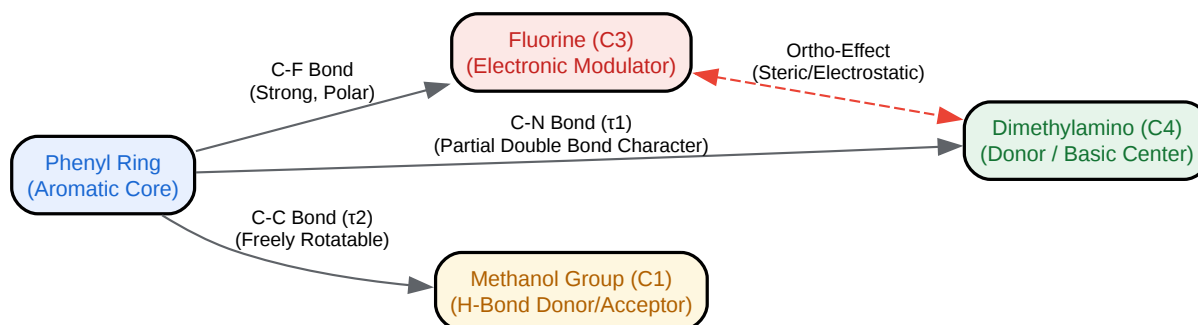 Fluorine (C3)
(Electronic Modulator)
Ortho-Effect
(Steric/Electrostatic)
C-F Bond
(Strong, Polar)
C-N Bond (τ1)
(Partial Double Bond Character)
Dimethylamino (C4)
(Donor / Basic Center)
Phenyl Ring
(Aromatic Core)
C-C Bond (τ2)
(Freely Rotatable)
Methanol Group (C1)
(H-Bond Donor/Acceptor)